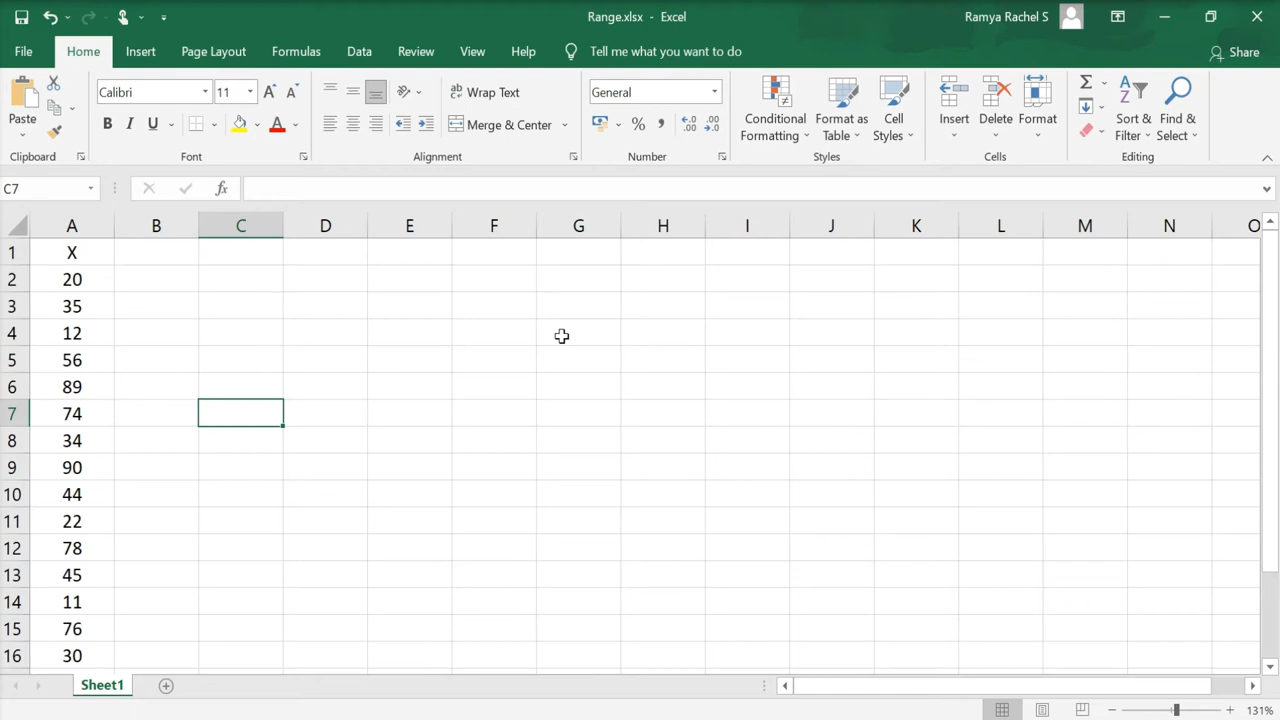 Range.xlsx - Excel
Ramya Rachel S
File Home Insert Page Layout Formulas Data Review View Help Tell me what you want to do Share
Paste
Calibri 11
B I U A
Wrap Text
Merge & Center
General
%
Conditional Formatting
Format as Table
Cell Styles
Insert Delete Format
Sort & Filter
Find & Select
Clipboard Font Alignment Number Styles Cells Editing
C7 fx
A B C D E F G H I J K L M N O
1 X
2 20
3 35
4 12
5 56
6 89
7 74
8 34
9 90
10 44
11 22
12 78
13 45
14 11
15 76
16 30
Sheet1
131%